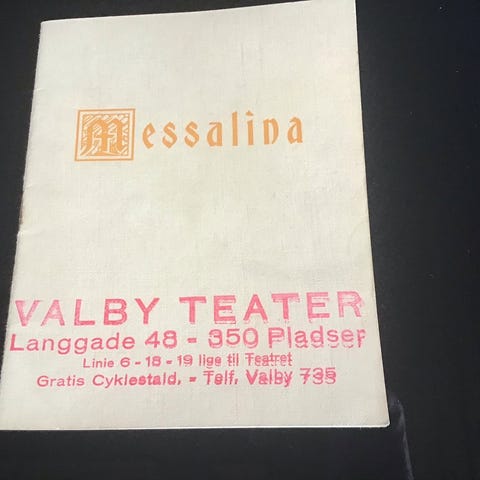 Messalina
VALBY TEATER
Langgade 48 - 350 Pladser
Linie 6 - 18 - 19 lige til Teatret
Gratis Cyklestald. - Telf. Valby 735